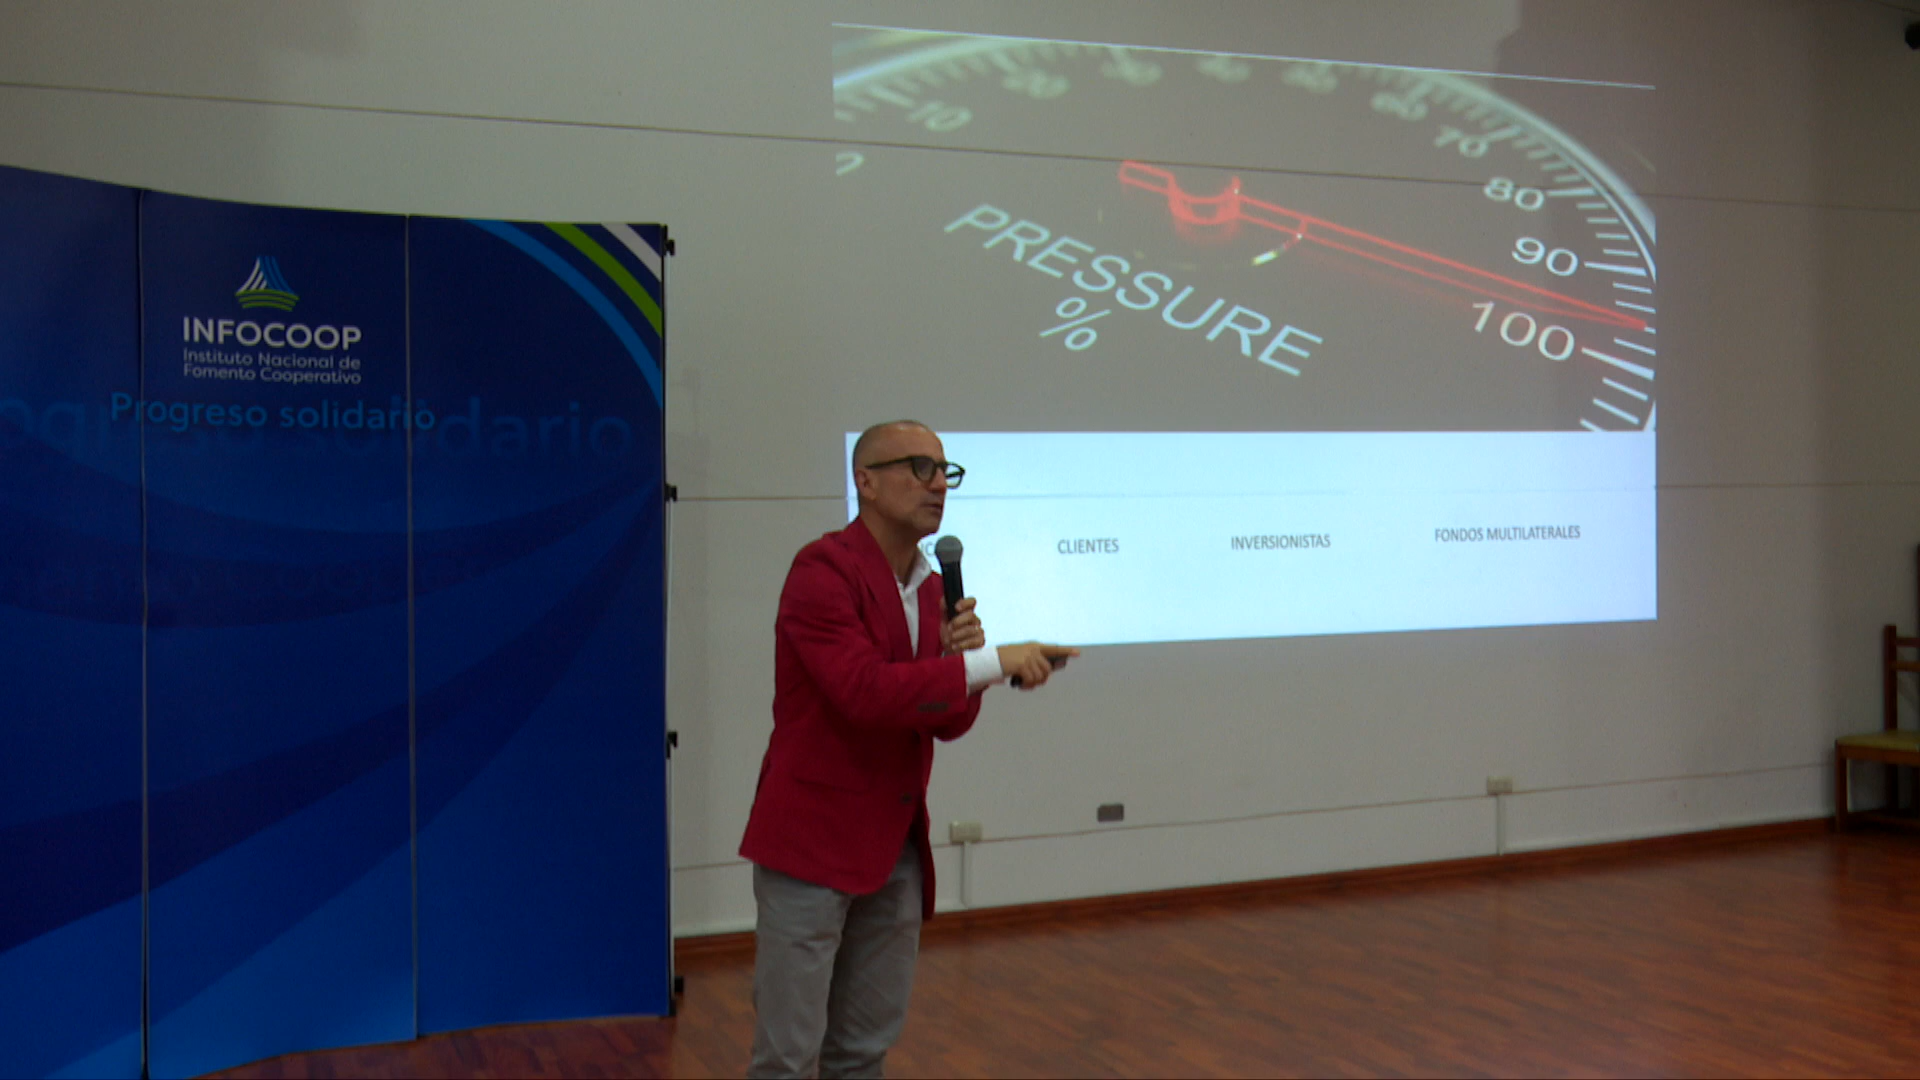 INFOCOOP
Instituto Nacional de
Fomento Cooperativo
Progreso solidario
10
70
80
90
100
PRESSURE
%
CLIENTES
INVERSIONISTAS
FONDOS MULTILATERALES